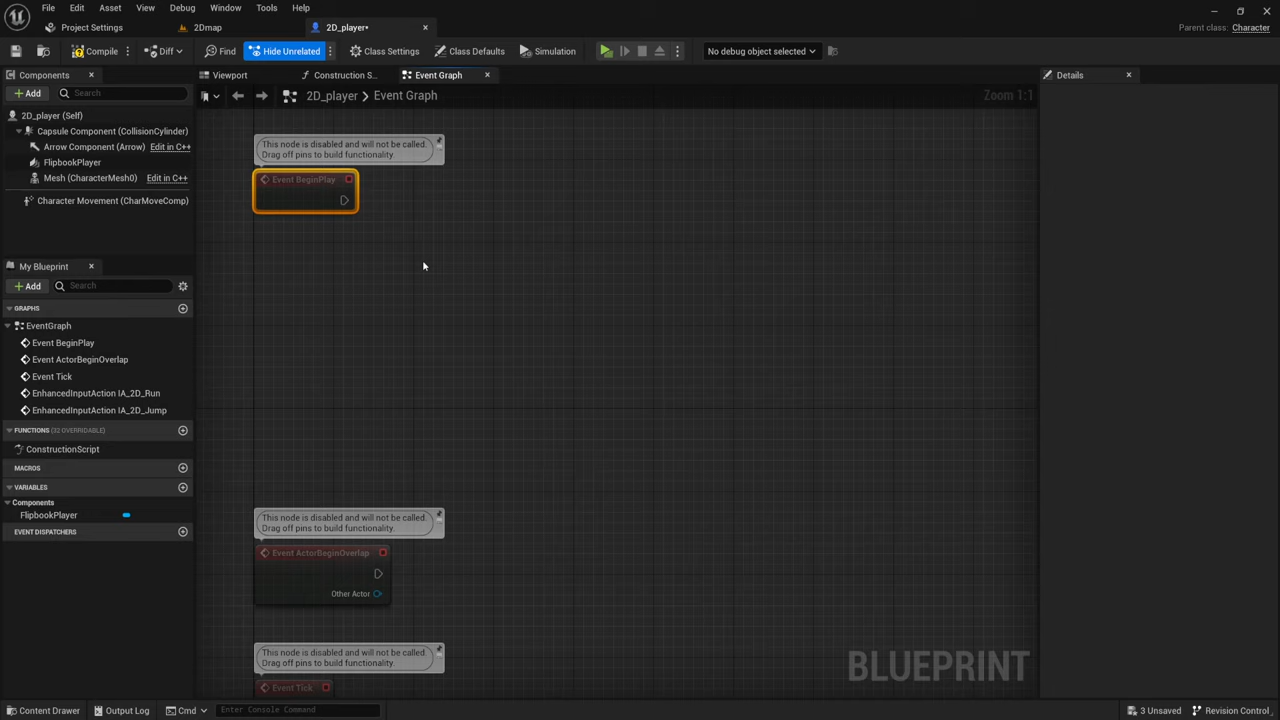 File Edit Asset View Debug Window Tools Help
Project Settings 2Dmap 2D_player•
Parent class: Character
Compile Diff Find Hide Unrelated Class Settings Class Defaults Simulation No debug object selected
Components Viewport Construction S... Event Graph Details
Add Search 2D_player > Event Graph Zoom 1:1
2D_player (Self)
Capsule Component (CollisionCylinder)
Arrow Component (Arrow) Edit in C++
FlipbookPlayer
Mesh (CharacterMesh0) Edit in C++
Character Movement (CharMoveComp)
My Blueprint
Add Search
GRAPHS
EventGraph
Event BeginPlay
Event ActorBeginOverlap
Event Tick
EnhancedInputAction IA_2D_Run
EnhancedInputAction IA_2D_Jump
FUNCTIONS (32 OVERRIDABLE)
ConstructionScript
MACROS
VARIABLES
Components
FlipbookPlayer
EVENT DISPATCHERS
This node is disabled and will not be called.
Drag off pins to build functionality.
Event BeginPlay
This node is disabled and will not be called.
Drag off pins to build functionality.
Event ActorBeginOverlap
Other Actor
This node is disabled and will not be called.
Drag off pins to build functionality.
Event Tick
BLUEPRINT
Content Drawer Output Log Cmd Enter Console Command 3 Unsaved Revision Control